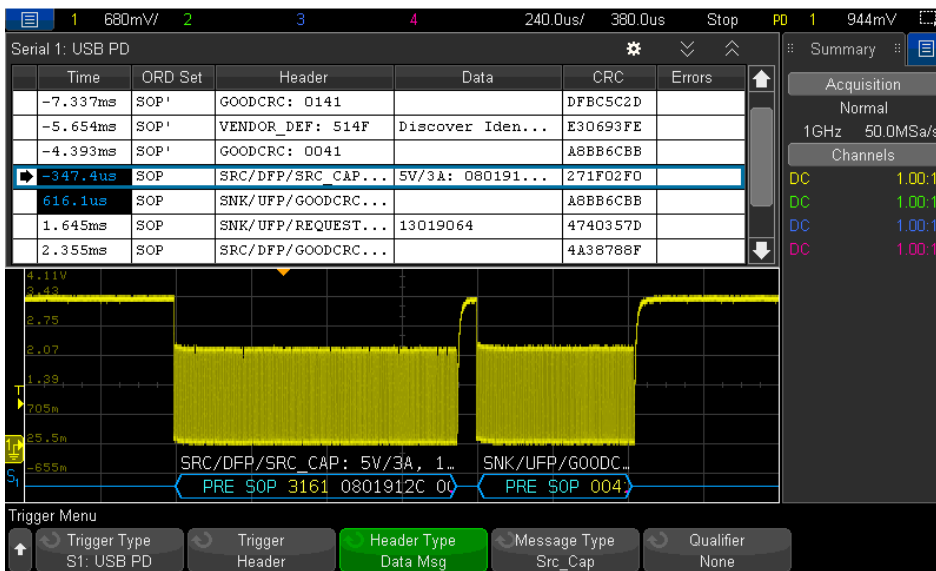 1 680mV/ 2 3 4 240.0us/ 380.0us Stop PD 1 944mV
Serial 1: USB PD
Summary
Time ORD Set Header Data CRC Errors
-7.337ms SOP' GOODCRC: 0141 DFBC5C2D
-5.654ms SOP' VENDOR_DEF: 514F Discover Iden... E30693FE
-4.393ms SOP' GOODCRC: 0041 A8BB6CBB
-347.4us SOP SRC/DFP/SRC_CAP... 5V/3A: 080191... 271F02F0
616.1us SOP SNK/UFP/GOODCRC... A8BB6CBB
1.645ms SOP SNK/UFP/REQUEST... 13019064 4740357D
2.355ms SOP SRC/DFP/GOODCRC... 4A38788F
Acquisition
Normal
1GHz 50.0MSa/s
Channels
DC 1.00:1
DC 1.00:1
DC 1.00:1
DC 1.00:1
4.11V
3.43
2.75
2.07
1.39
T
705m
25.5m
-655m
S1
SRC/DFP/SRC_CAP: 5V/3A, 1… SNK/UFP/GOODC…
PRE SOP 3161 0801912C PRE SOP
Trigger Menu
Trigger Type
S1: USB PD
Trigger
Header
Header Type
Data Msg
Message Type
Src_Cap
Qualifier
None